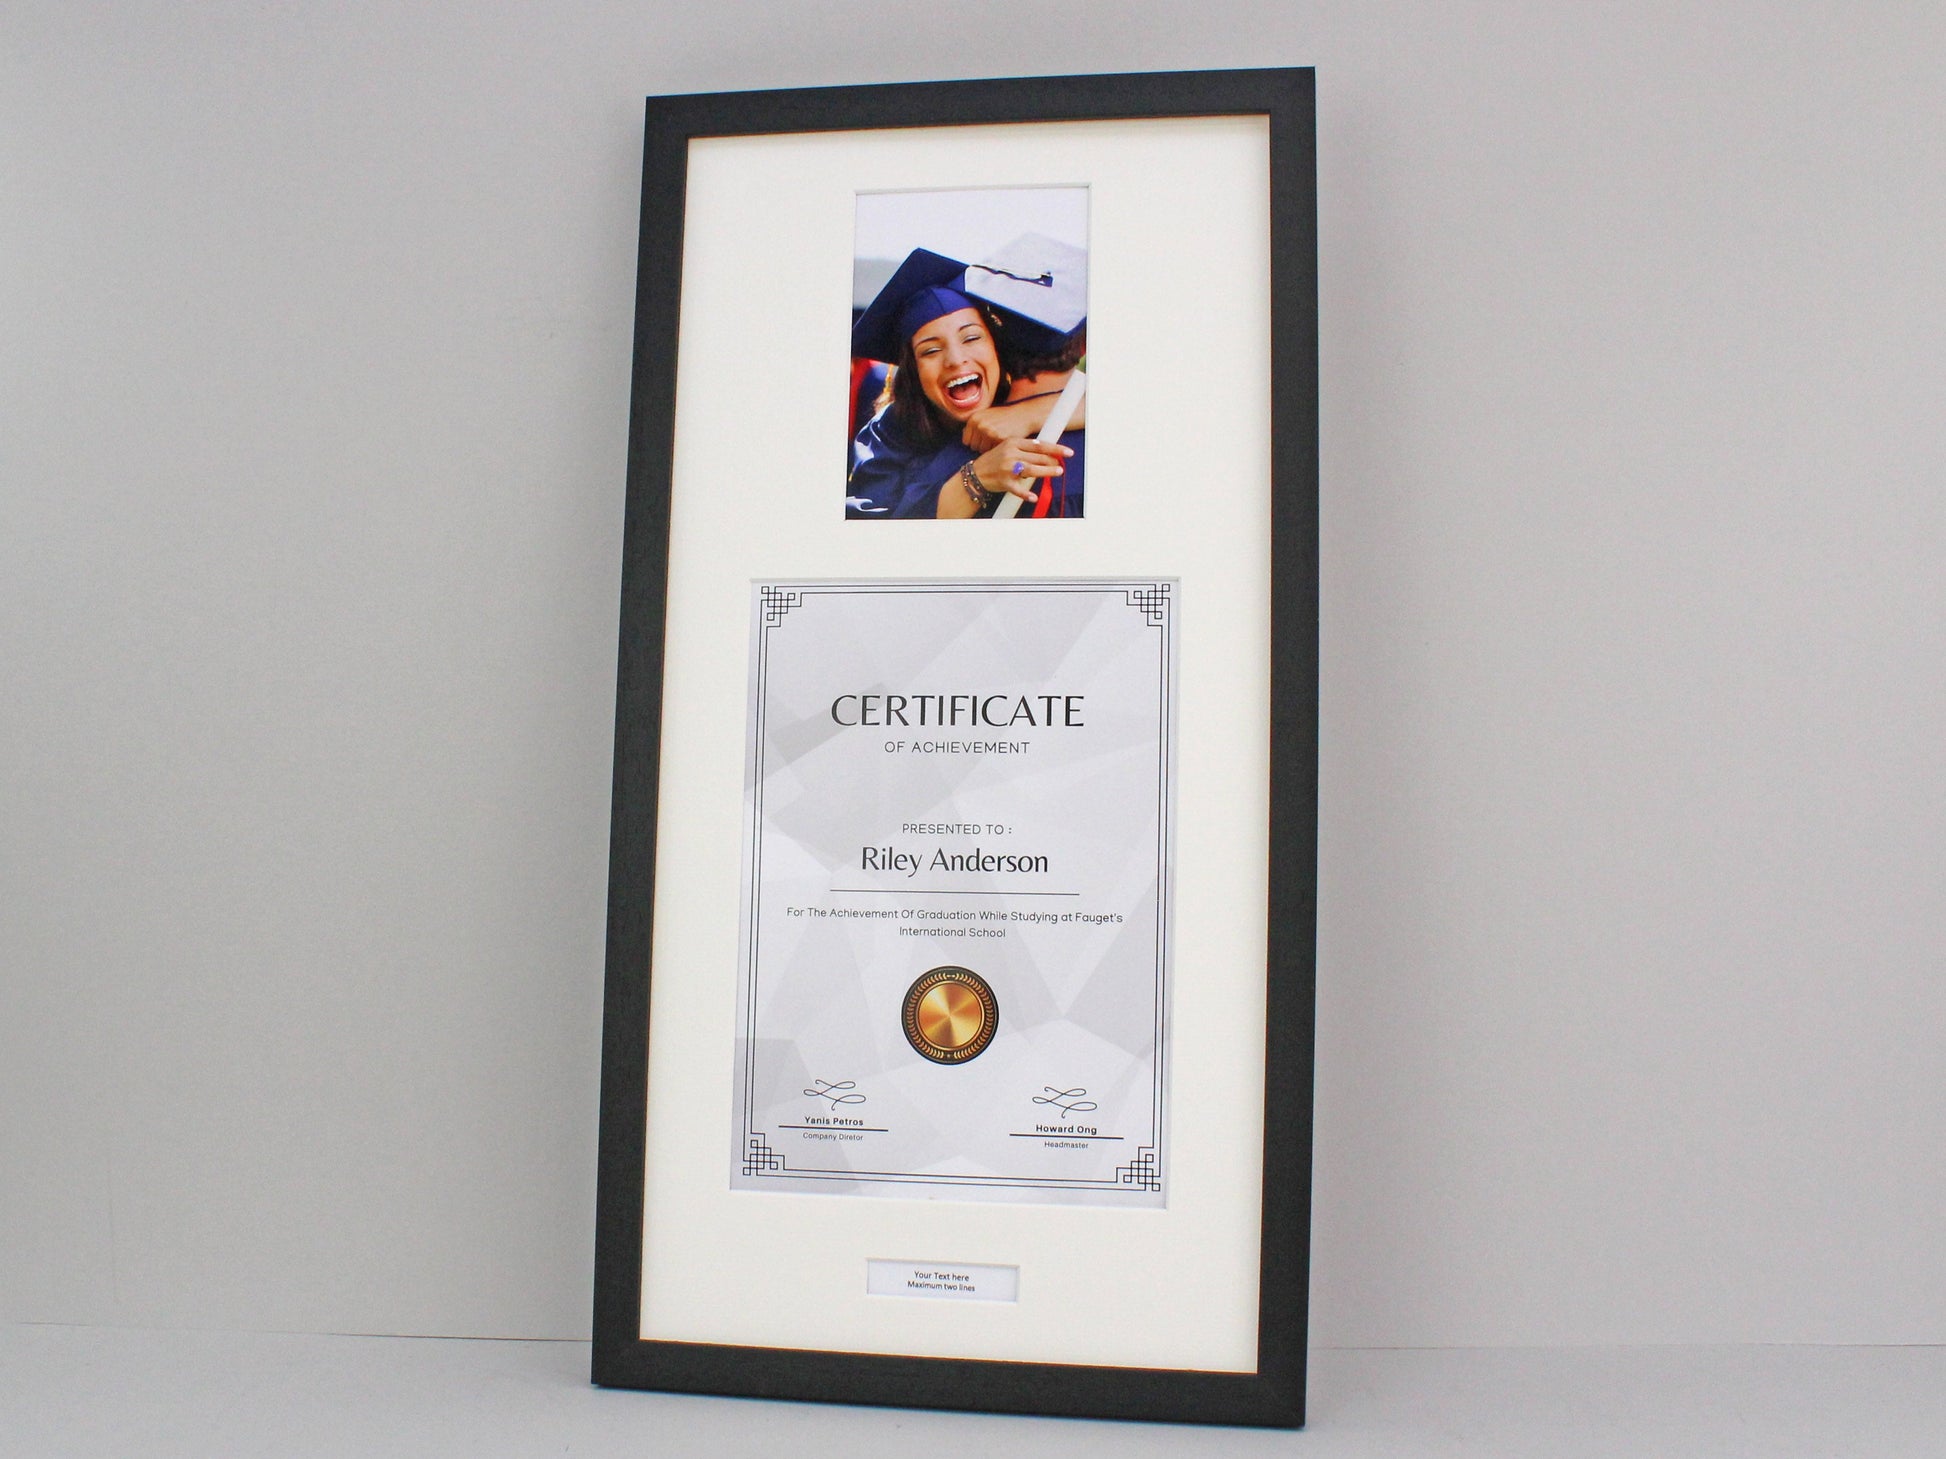 CERTIFICATE
OF ACHIEVEMENT
PRESENTED TO :
Riley Anderson
For The Achievement Of Graduation While Studying at Fauget's
International School
Yanis Petros
Company Diretor
Howard Ong
Headmaster
Your Text here
Maximum two lines